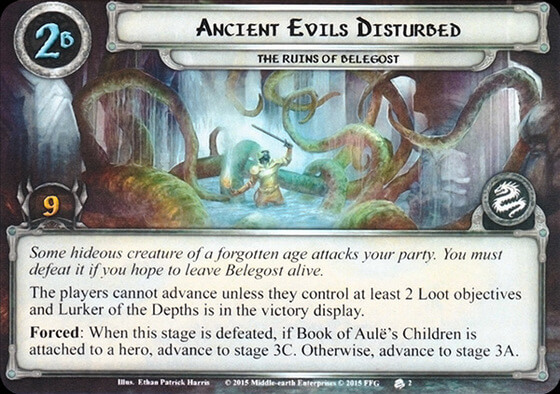 2B
ANCIENT EVILS DISTURBED
THE RUINS OF BELEGOST
9
Some hideous creature of a forgotten age attacks your party. You must
defeat it if you hope to leave Belegost alive.
The players cannot advance unless they control at least 2 Loot objectives
and Lurker of the Depths is in the victory display.
Forced: When this stage is defeated, if Book of Aulë's Children is
attached to a hero, advance to stage 3C. Otherwise, advance to stage 3A.
Illus. Ethan Patrick Harris © 2015 Middle-earth Enterprises © 2015 FFG 2